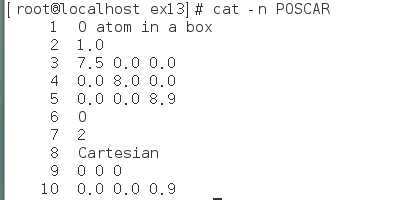 [root@localhost ex13]# cat -n POSCAR
1 O atom in a box
2 1.0
3 7.5 0.0 0.0
4 0.0 8.0 0.0
5 0.0 0.0 8.9
6 O
7 2
8 Cartesian
9 0 0 0
10 0.0 0.0 0.9